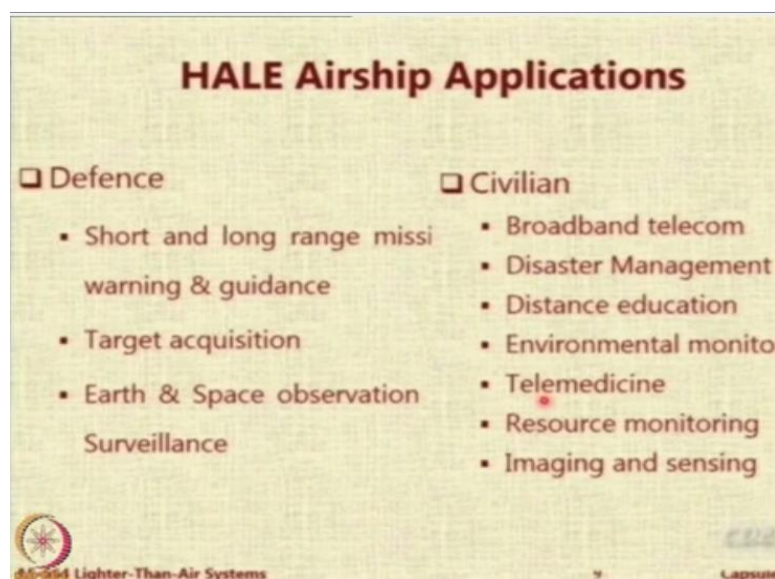 HALE Airship Applications
❑ Defence
▪ Short and long range missi
warning & guidance
▪ Target acquisition
▪ Earth & Space observation
Surveillance
❑ Civilian
▪ Broadband telecom
▪ Disaster Management
▪ Distance education
▪ Environmental monito
▪ Telemedicine
▪ Resource monitoring
▪ Imaging and sensing
Lighter-Than-Air Systems
Capsule